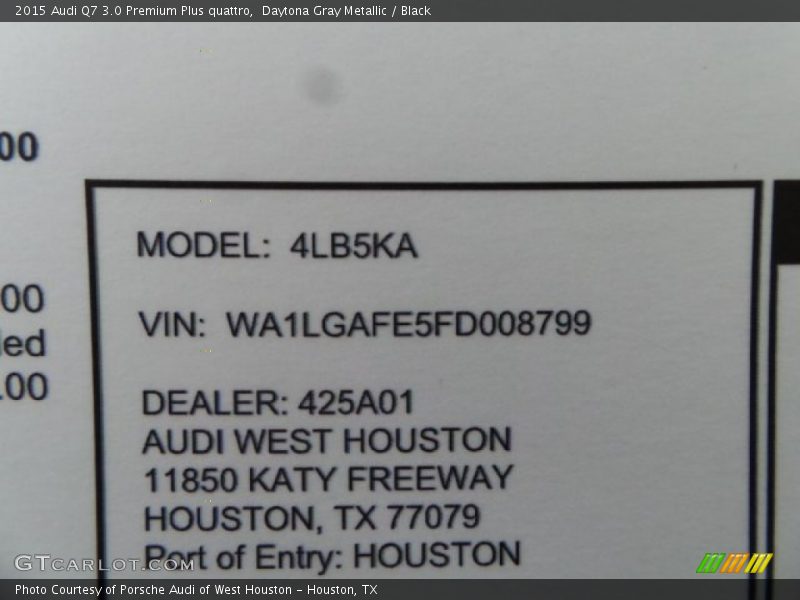 2015 Audi Q7 3.0 Premium Plus quattro, Daytona Gray Metallic / Black
00
MODEL: 4LB5KA
00
VIN: WA1LGAFE5FD008799
ded
.00
DEALER: 425A01
AUDI WEST HOUSTON
11850 KATY FREEWAY
HOUSTON, TX 77079
Port of Entry: HOUSTON
GTCARLOT.COM
Photo Courtesy of Porsche Audi of West Houston – Houston, TX